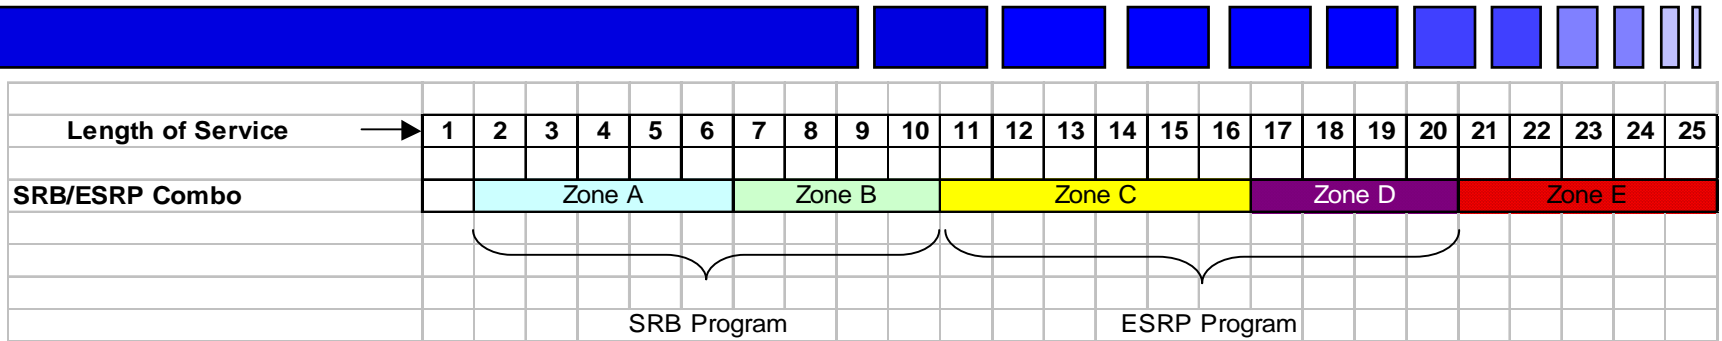 Length of Service 1 2 3 4 5 6 7 8 9 10 11 12 13 14 15 16 17 18 19 20 21 22 23 24 25
SRB/ESRP Combo Zone A Zone B Zone C Zone D Zone E
SRB Program ESRP Program